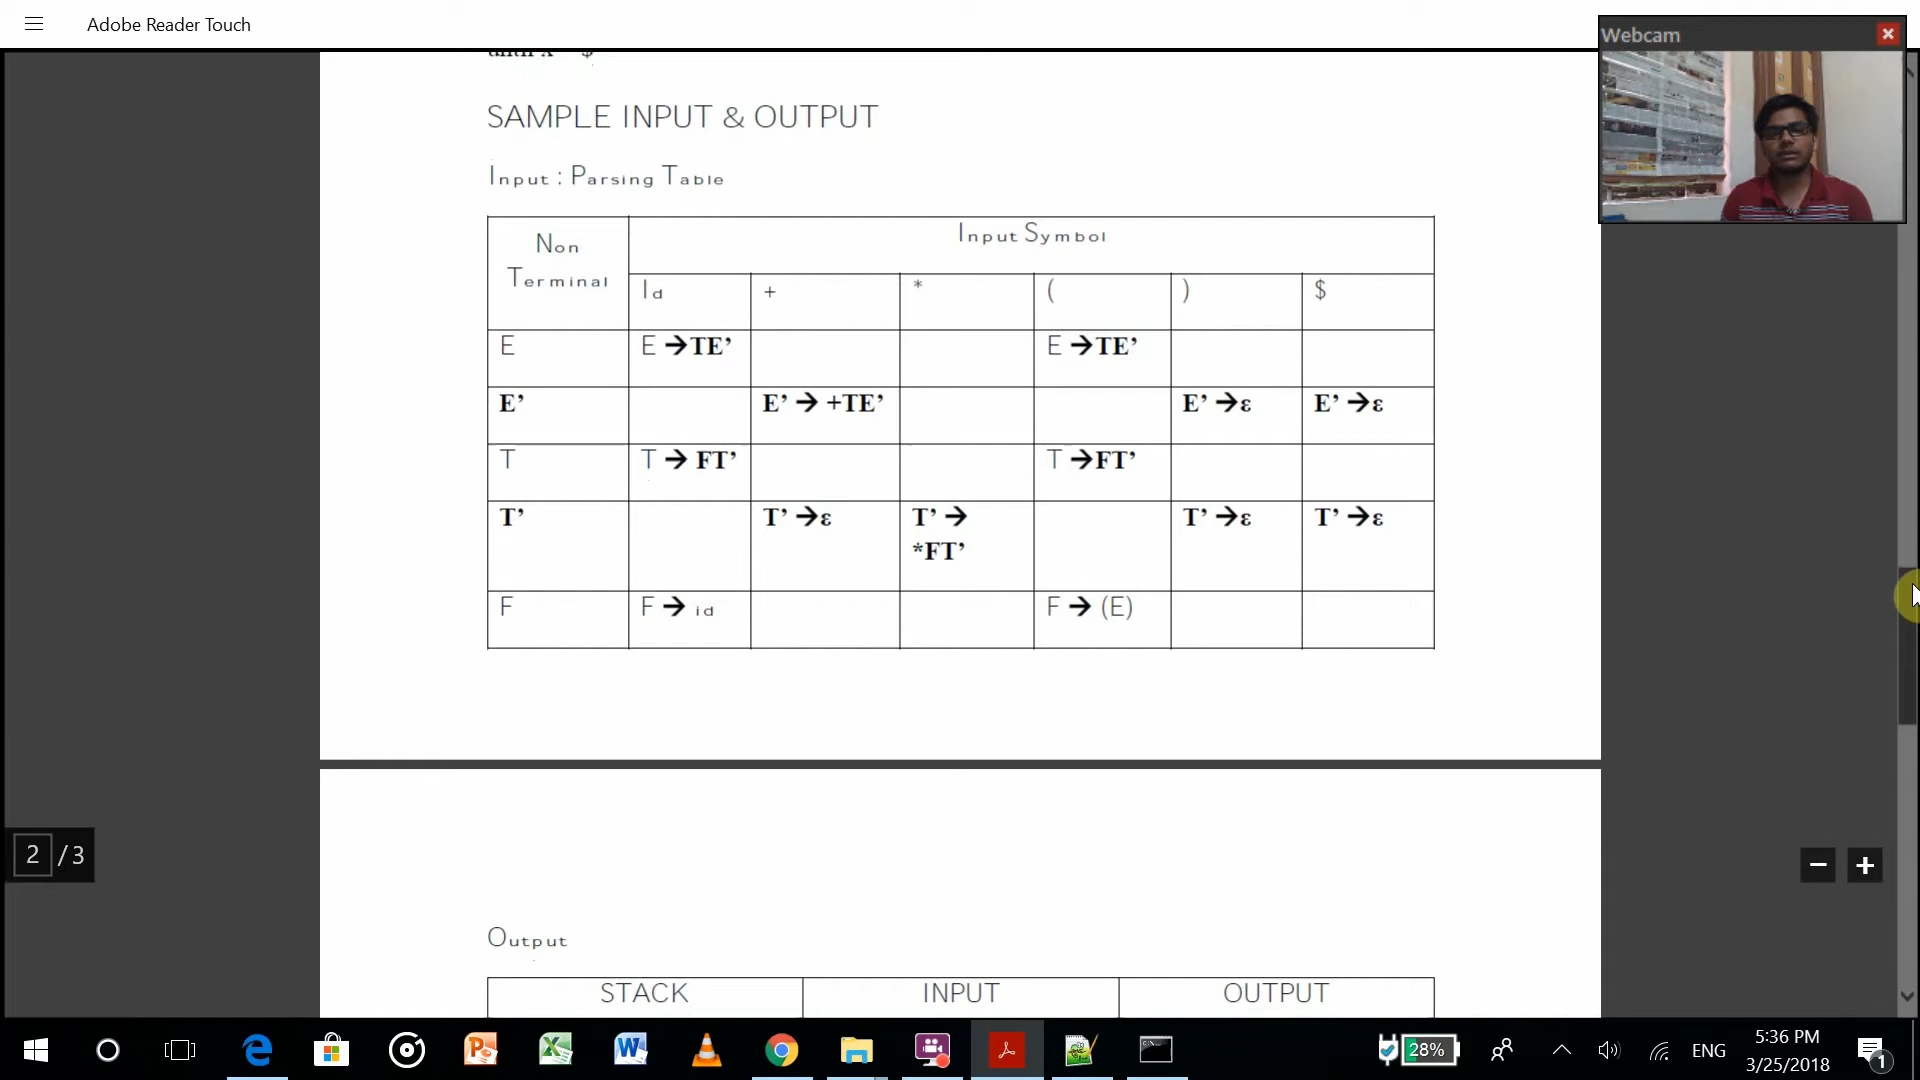 Adobe Reader Touch
Webcam
SAMPLE INPUT & OUTPUT
Input : Parsing Table
Non Terminal
Input Symbol
Id + * ( ) $
E E →TE’ E →TE’
E’ E’ → +TE’ E’ →ε E’ →ε
T T → FT’ T →FT’
T’ T’ →ε T’ → *FT’ T’ →ε T’ →ε
F F → id F → (E)
2 / 3
Output
STACK INPUT OUTPUT
28% ENG 5:36 PM
3/25/2018 1